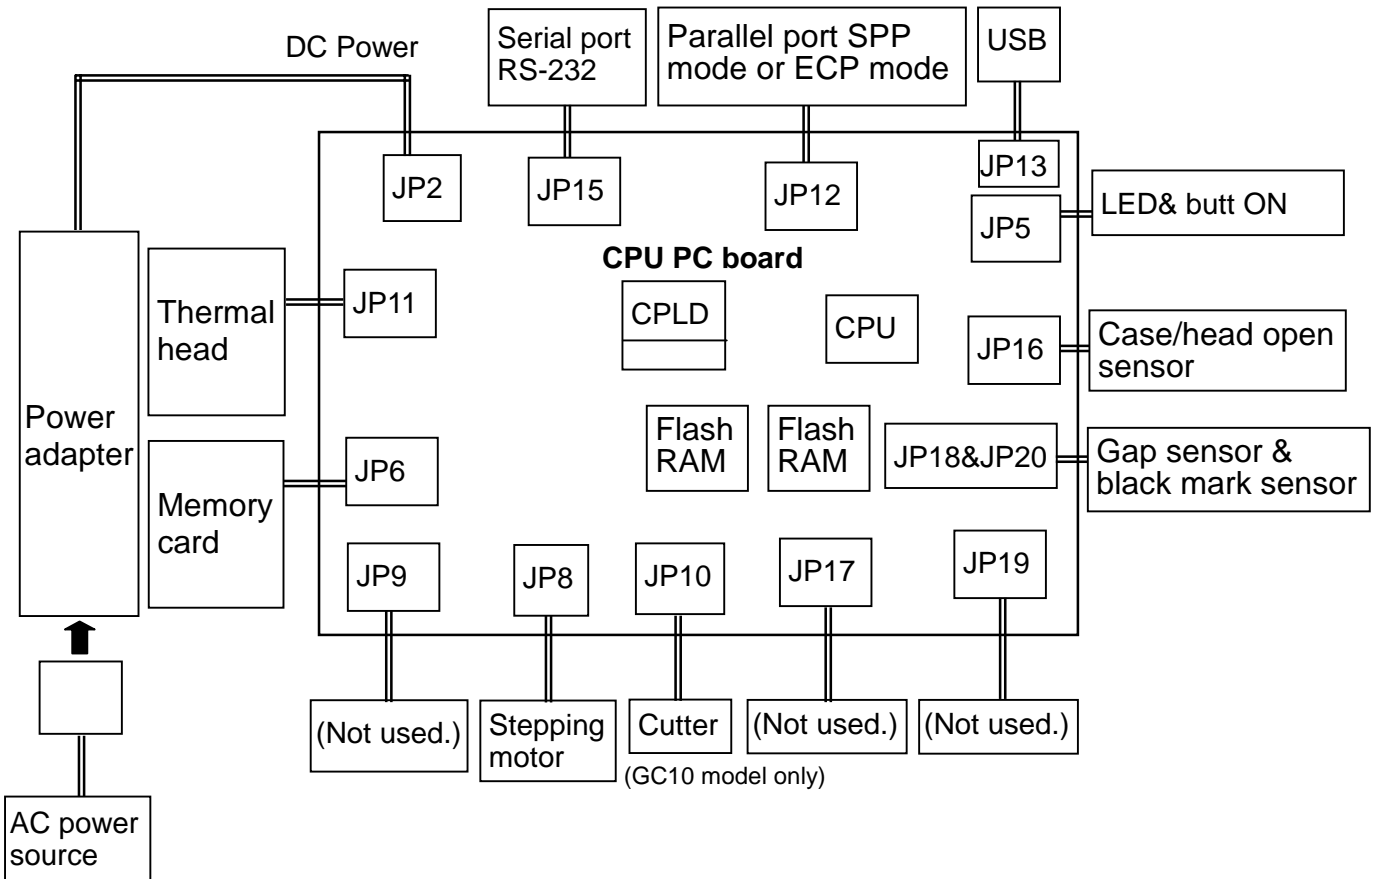 DC Power
Serial port
RS-232
Parallel port SPP
mode or ECP mode
USB
JP2
JP15
JP12
JP13
JP5
LED& butt ON
CPU PC board
Thermal
head
JP11
CPLD
CPU
JP16
Case/head open
sensor
Power
adapter
Memory
card
JP6
Flash
RAM
Flash
RAM
JP18&JP20
Gap sensor &
black mark sensor
JP9
JP8
JP10
JP17
JP19
(Not used.)
Stepping
motor
Cutter
(GC10 model only)
(Not used.)
(Not used.)
AC power
source